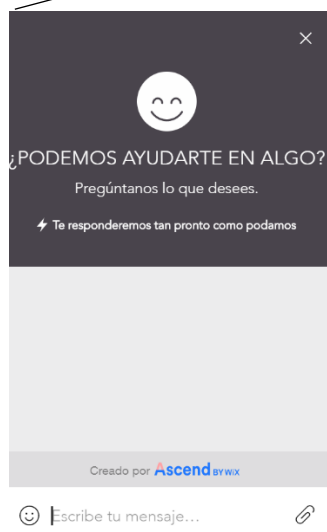 ¿PODEMOS AYUDARTE EN ALGO?
Pregúntanos lo que desees.
Te responderemos tan pronto como podamos
Creado por Ascend BY WIX
Escribe tu mensaje...